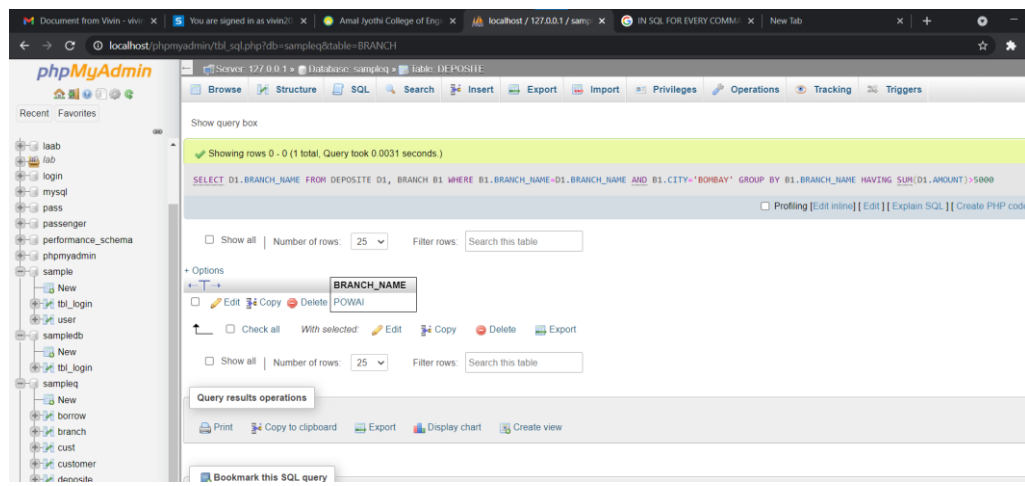 Document from Vivin - vivin
You are signed in as vivin20
Amal Jyothi College of Engi
localhost / 127.0.0.1 / samp
IN SQL FOR EVERY COMMA
New Tab
localhost/phpmyadmin/tbl_sql.php?db=sampleq&table=BRANCH
phpMyAdmin
Recent Favorites
laab
lab
login
mysql
pass
passenger
performance_schema
phpmyadmin
sample
New
tbl_login
user
sampledb
New
tbl_login
sampleq
New
borrow
branch
cust
customer
deposite
Server: 127.0.0.1 » Database: sampleq » Table: DEPOSITE
Browse Structure SQL Search Insert Export Import Privileges Operations Tracking Triggers
Show query box
Showing rows 0 - 0 (1 total, Query took 0.0031 seconds.)
SELECT D1.BRANCH_NAME FROM DEPOSITE D1, BRANCH B1 WHERE B1.BRANCH_NAME=D1.BRANCH_NAME AND B1.CITY='BOMBAY' GROUP BY B1.BRANCH_NAME HAVING SUM(D1.AMOUNT)>5000
Profiling [Edit inline] [ Edit ] [ Explain SQL ] [ Create PHP code
Show all | Number of rows: 25 Filter rows: Search this table
+ Options
←T→ BRANCH_NAME
Edit Copy Delete POWAI
Check all With selected: Edit Copy Delete Export
Show all | Number of rows: 25 Filter rows: Search this table
Query results operations
Print Copy to clipboard Export Display chart Create view
Bookmark this SQL query